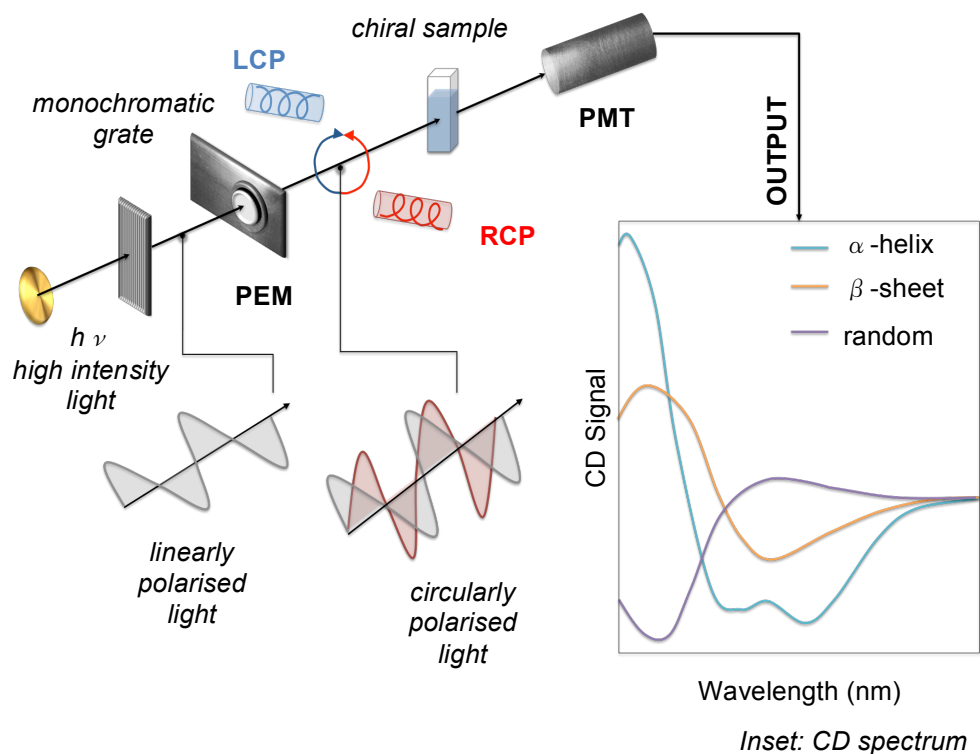 chiral sample
LCP
monochromatic
grate
PMT
OUTPUT
RCP
PEM
h ν
high intensity
light
linearly
polarised
light
circularly
polarised
light
α -helix
β -sheet
random
CD Signal
Wavelength (nm)
Inset: CD spectrum